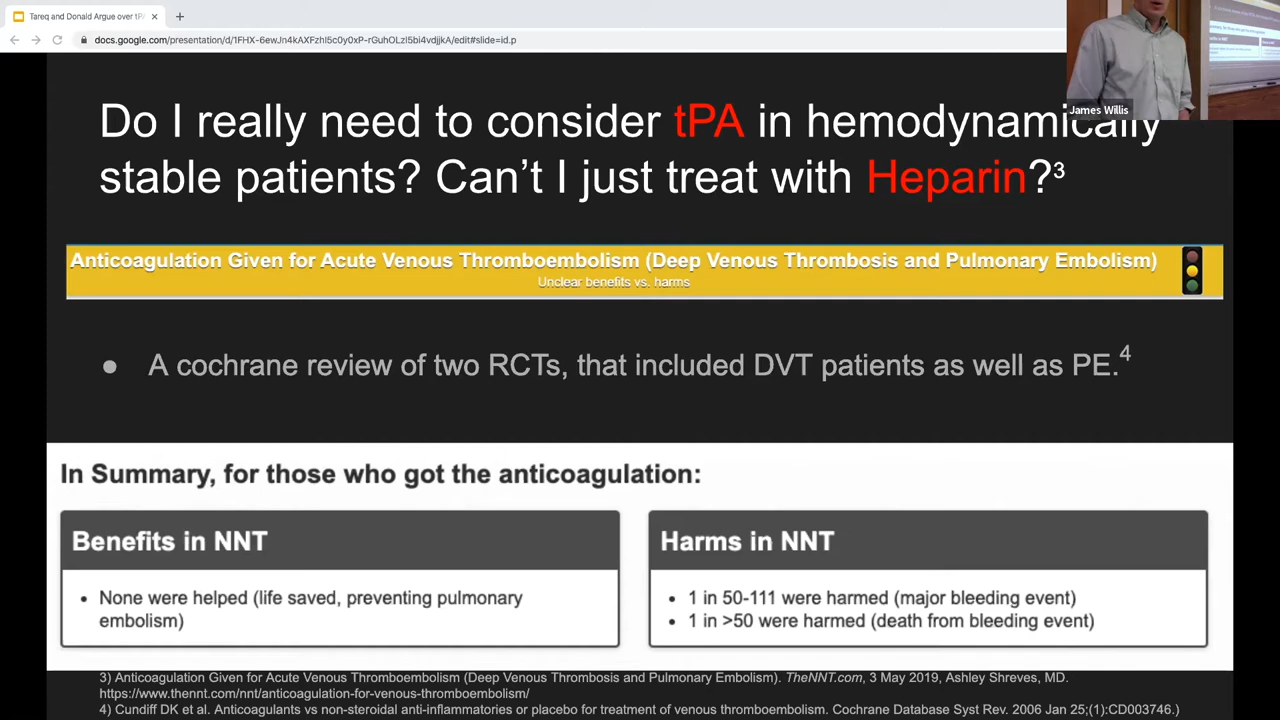 Tareq and Donald Argue over tP
docs.google.com/presentation/d/1FHX-6ewJn4kAXFzhI5c0y0xP-rGuhOLzI5bi4vdjjkA/edit#slide=id.p
James Willis
Do I really need to consider tPA in hemodynamically
stable patients? Can't I just treat with Heparin?³
Anticoagulation Given for Acute Venous Thromboembolism (Deep Venous Thrombosis and Pulmonary Embolism)
Unclear benefits vs. harms
● A cochrane review of two RCTs, that included DVT patients as well as PE.⁴
In Summary, for those who got the anticoagulation:
Benefits in NNT
• None were helped (life saved, preventing pulmonary
embolism)
Harms in NNT
• 1 in 50-111 were harmed (major bleeding event)
• 1 in >50 were harmed (death from bleeding event)
3) Anticoagulation Given for Acute Venous Thromboembolism (Deep Venous Thrombosis and Pulmonary Embolism). TheNNT.com, 3 May 2019, Ashley Shreves, MD.
https://www.thennt.com/nnt/anticoagulation-for-venous-thromboembolism/
4) Cundiff DK et al. Anticoagulants vs non-steroidal anti-inflammatories or placebo for treatment of venous thromboembolism. Cochrane Database Syst Rev. 2006 Jan 25;(1):CD003746.)